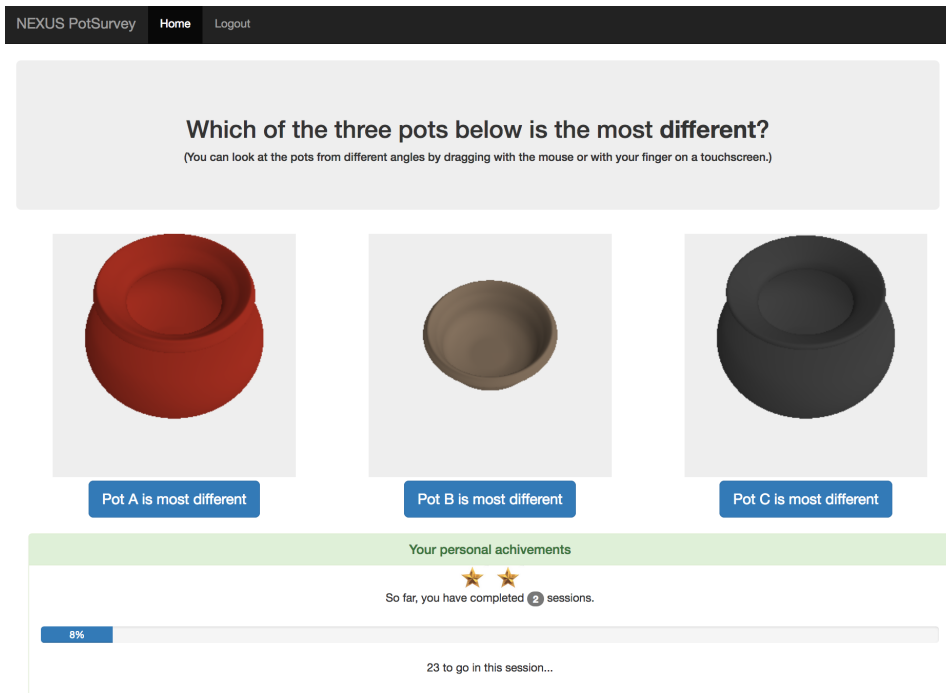 NEXUS PotSurvey Home Logout
Which of the three pots below is the most different?
(You can look at the pots from different angles by dragging with the mouse or with your finger on a touchscreen.)
Pot A is most different
Pot B is most different
Pot C is most different
Your personal achivements
So far, you have completed 2 sessions.
8%
23 to go in this session...